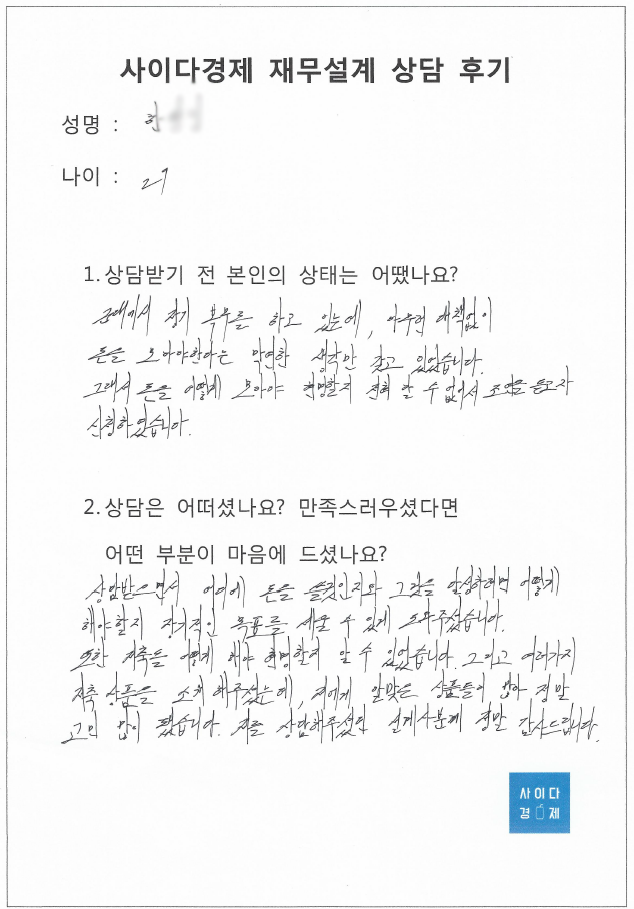 사이다경제 재무설계 상담 후기
성명 :
나이 : 29
1. 상담받기 전 본인의 상태는 어땠나요?
군대에서 장기 복무를 하고 있는데, 아무런 대책없이
돈을 모아야한다는 막연한 생각만 갖고 있었습니다.
그래서 돈을 어떻게 모아야 현명할지 전혀 알 수 없어서 조언을 듣고자
신청하였습니다.
2. 상담은 어떠셨나요? 만족스러우셨다면
어떤 부분이 마음에 드셨나요?
상담받으면서 어디에 돈을 쓸것인지와 그것을 달성하려면 어떻게
해야할지 장기적인 목표를 세울 수 있게 도와주셨습니다.
또한 저축을 어떻게 해야 현명할지 알 수 있었습니다. 그리고 여러가지
저축 상품을 소개 해주셨는데, 저에게 알맞은 상품들이 많아 정말
고민 많이 됐습니다. 저를 상담해주셨던 설계사분께 정말 감사드립니다.
사이다
경제